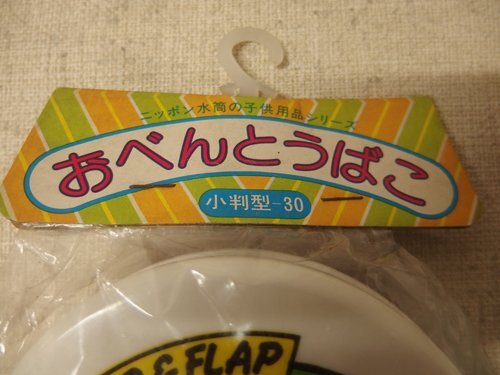 ニッポン水筒の子供用品シリーズ
おべんとうばこ
小判型-30
& FLAP